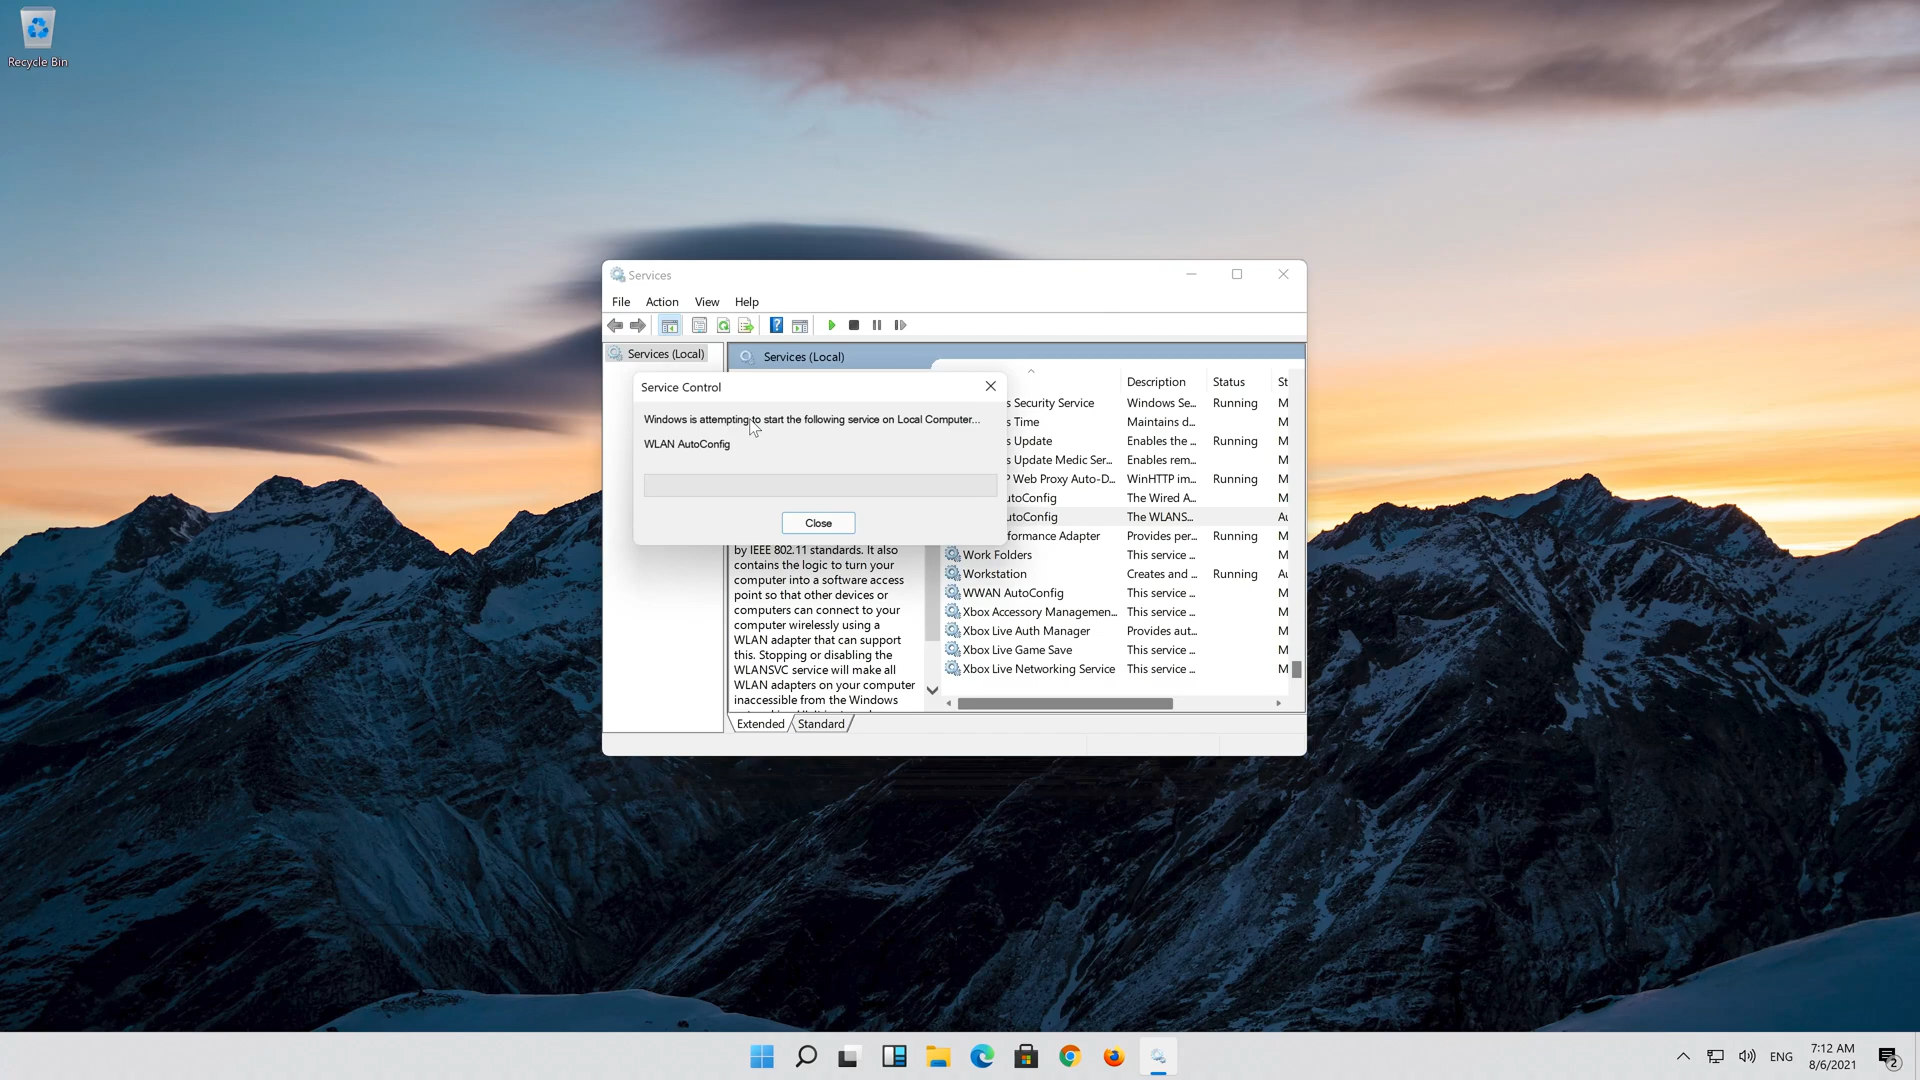 Recycle Bin
Services
File Action View Help
Services (Local)
Services (Local)
Description Status St
s Security Service Windows Se... Running M
s Time Maintains d... M
s Update Enables the ... Running M
s Update Medic Ser... Enables rem... M
P Web Proxy Auto-D... WinHTTP im... Running M
utoConfig The Wired A... M
utoConfig The WLANS... Au
formance Adapter Provides per... Running M
Work Folders This service ... M
Workstation Creates and ... Running Au
WWAN AutoConfig This service ... M
Xbox Accessory Managemen... This service ... M
Xbox Live Auth Manager Provides aut... M
Xbox Live Game Save This service ... M
Xbox Live Networking Service This service ... M
Service Control
Windows is attempting to start the following service on Local Computer...
WLAN AutoConfig
Close
by IEEE 802.11 standards. It also
contains the logic to turn your
computer into a software access
point so that other devices or
computers can connect to your
computer wirelessly using a
WLAN adapter that can support
this. Stopping or disabling the
WLANSVC service will make all
WLAN adapters on your computer
inaccessible from the Windows
Extended Standard
ENG
7:12 AM
8/6/2021
2